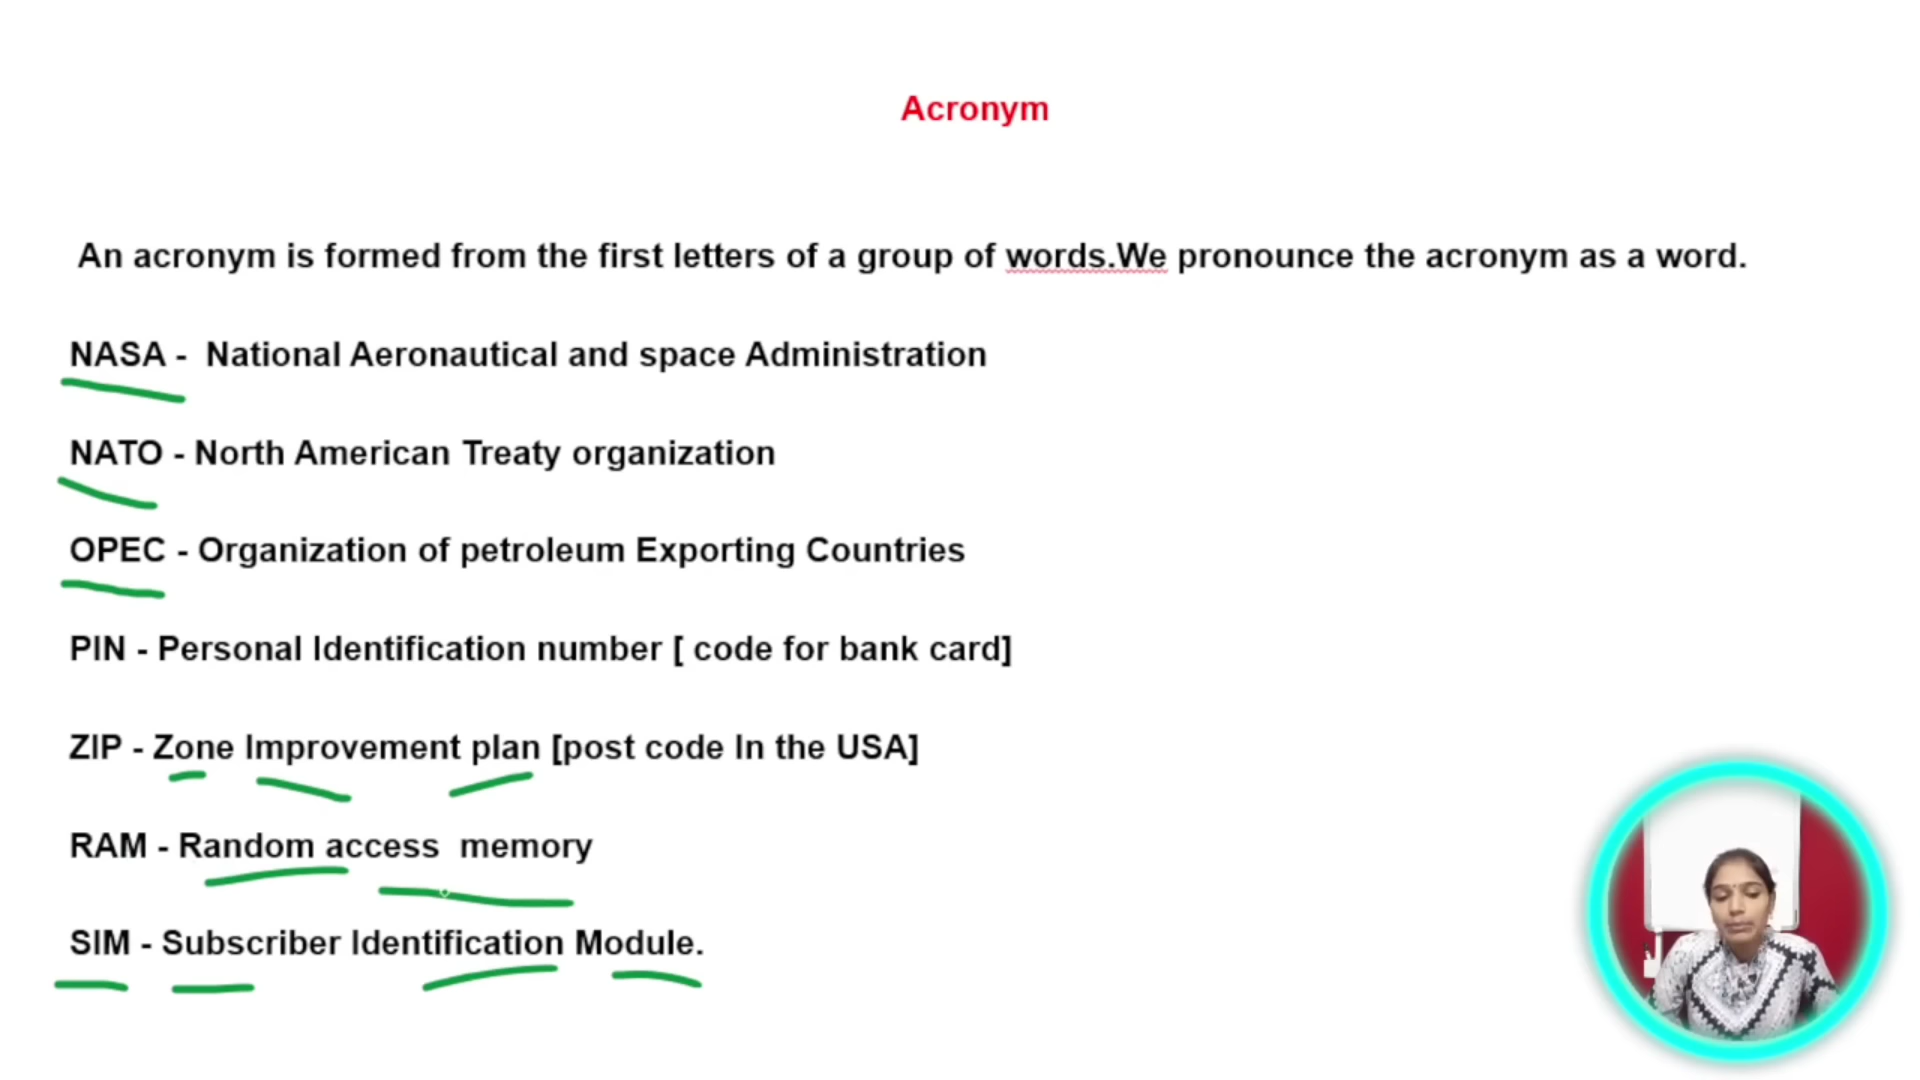 Acronym
An acronym is formed from the first letters of a group of words.We pronounce the acronym as a word.
NASA - National Aeronautical and space Administration
NATO - North American Treaty organization
OPEC - Organization of petroleum Exporting Countries
PIN - Personal Identification number [ code for bank card]
ZIP - Zone Improvement plan [post code In the USA]
RAM - Random access memory
SIM - Subscriber Identification Module.